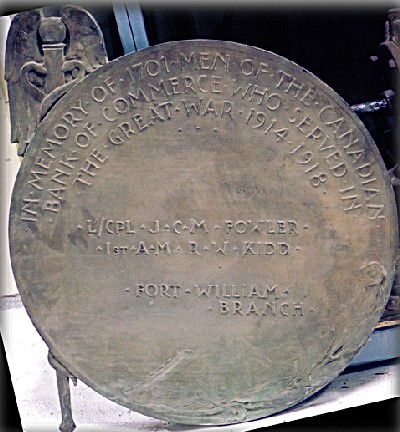 IN MEMORY OF 1701 MEN OF THE CANADIAN
BANK OF COMMERCE WHO SERVED IN
THE GREAT WAR 1914-1918
· L/CPL · J · C · M · FOWLER ·
· 1ST · A · M · R · W · KIDD ·
· FORT · WILLIAM ·
· BRANCH ·